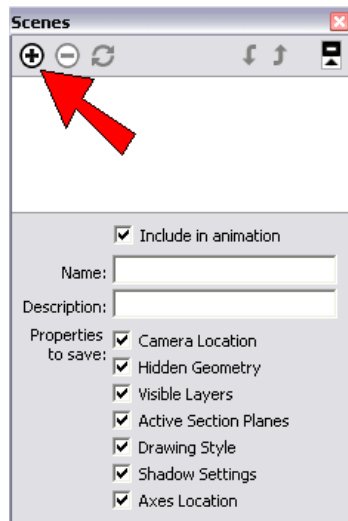 Scenes
Include in animation
Name:
Description:
Properties to save:
Camera Location
Hidden Geometry
Visible Layers
Active Section Planes
Drawing Style
Shadow Settings
Axes Location